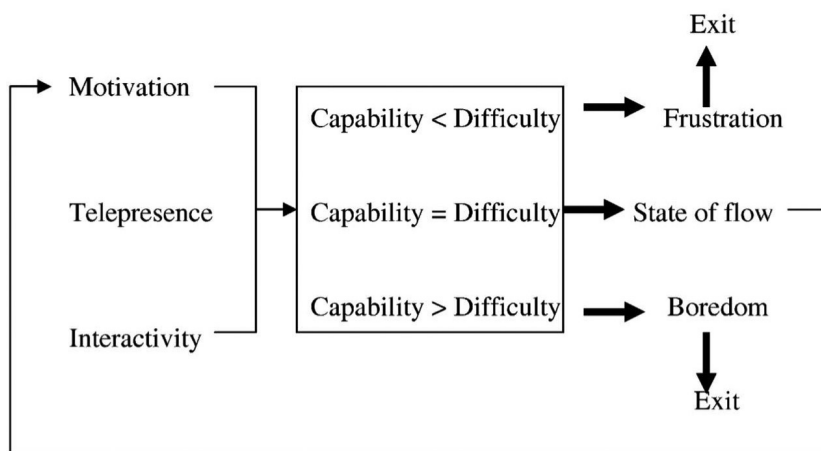 Exit
Motivation
Capability < Difficulty
Frustration
Telepresence
Capability = Difficulty
State of flow
Interactivity
Capability > Difficulty
Boredom
Exit